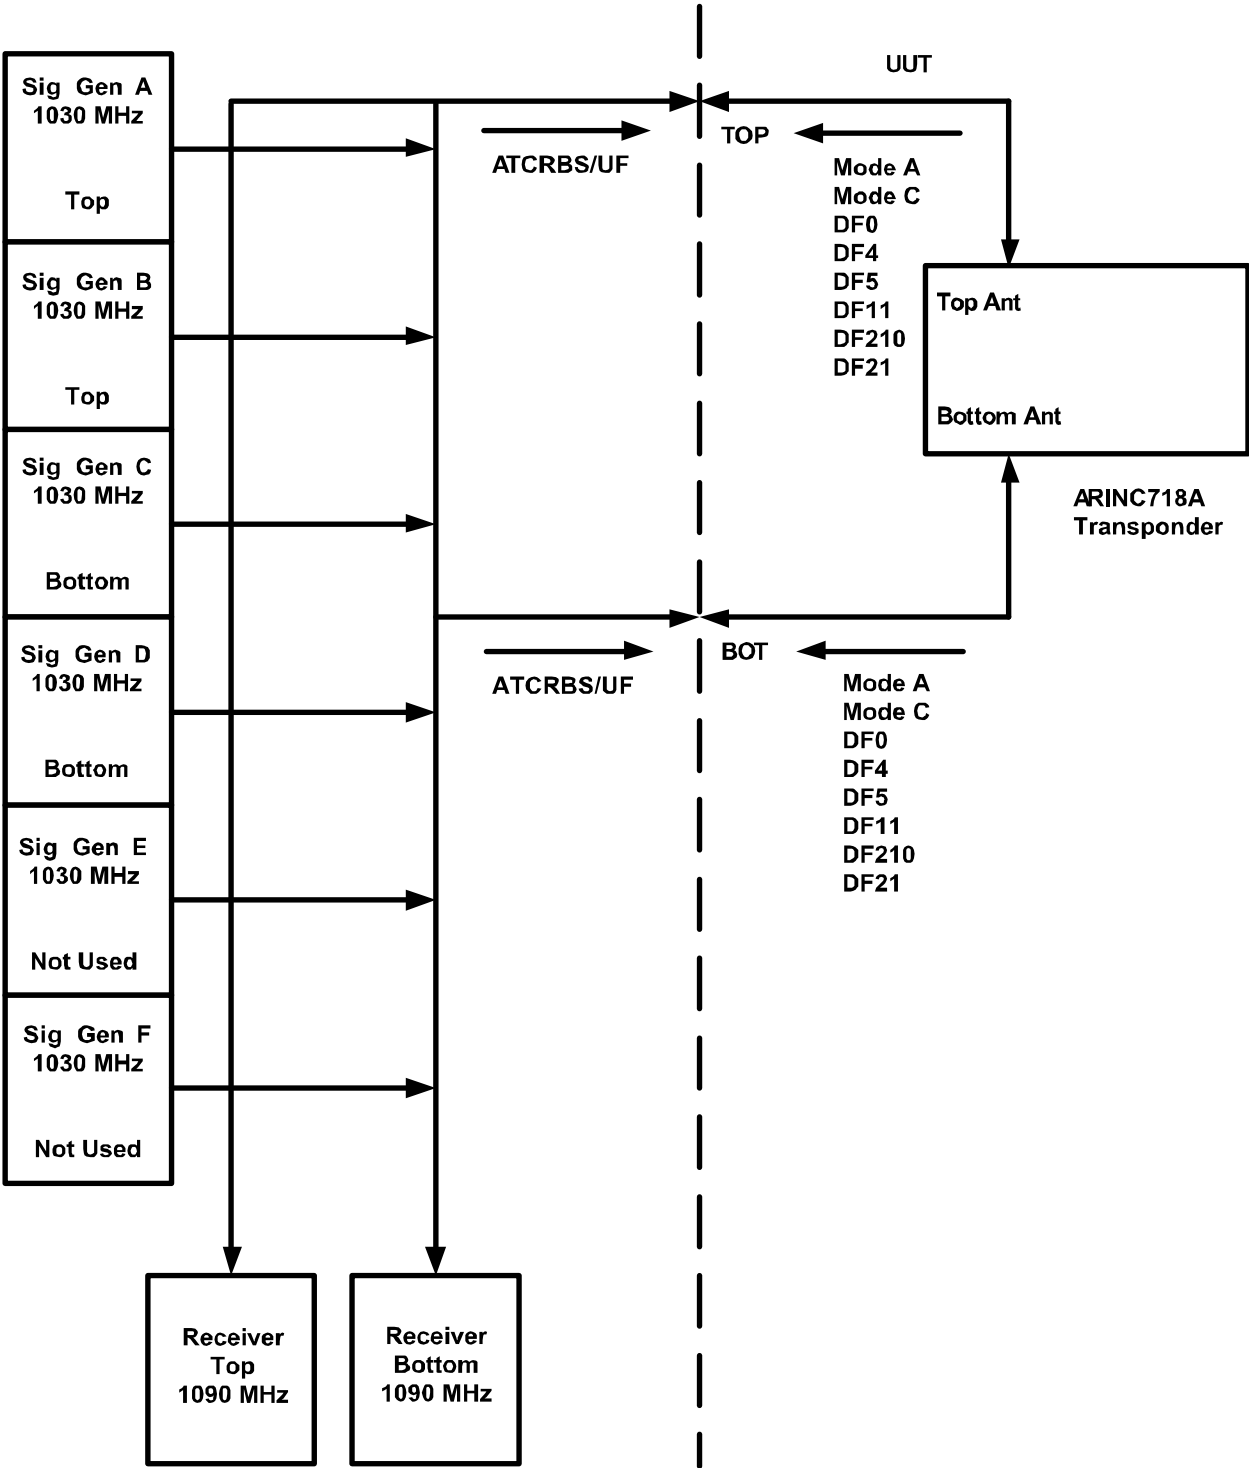 Sig Gen A
1030 MHz
Top
Sig Gen B
1030 MHz
Top
Sig Gen C
1030 MHz
Bottom
Sig Gen D
1030 MHz
Bottom
Sig Gen E
1030 MHz
Not Used
Sig Gen F
1030 MHz
Not Used
Receiver
Top
1090 MHz
Receiver
Bottom
1090 MHz
ATCRBS/UF
ATCRBS/UF
UUT
TOP
Mode A
Mode C
DF0
DF4
DF5
DF11
DF210
DF21
Top Ant
Bottom Ant
ARINC718A
Transponder
BOT
Mode A
Mode C
DF0
DF4
DF5
DF11
DF210
DF21